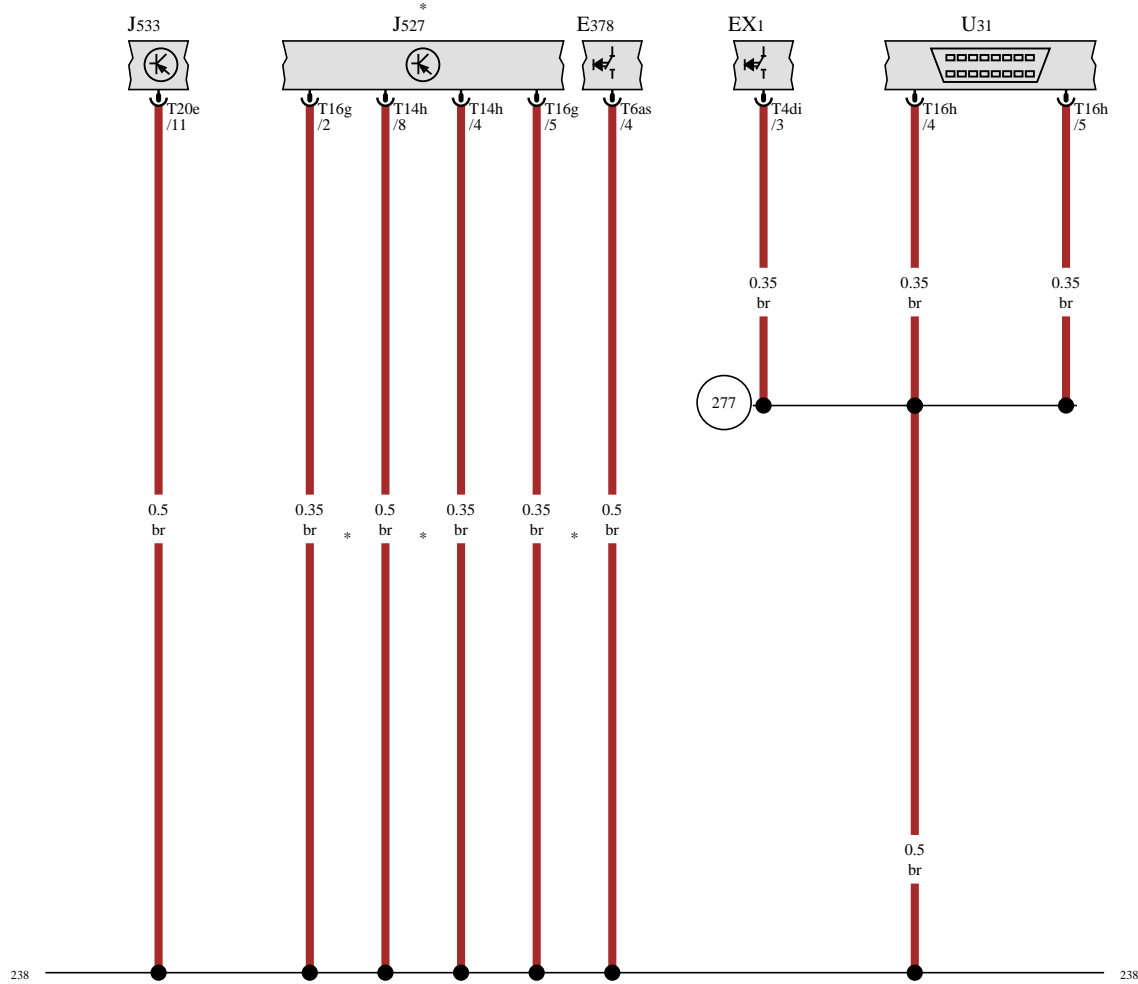 *
J533 J527 E378 EX1 U31
T20e T16g T14h T14h T16g T6as T4di T16h T16h
/11 /2 /8 /4 /5 /4 /3 /4 /5
0.35 0.35 0.35
br br br
277
0.5 0.35 0.5 0.35 0.35 0.5
br br * br * br br * br
0.5
br
238 238